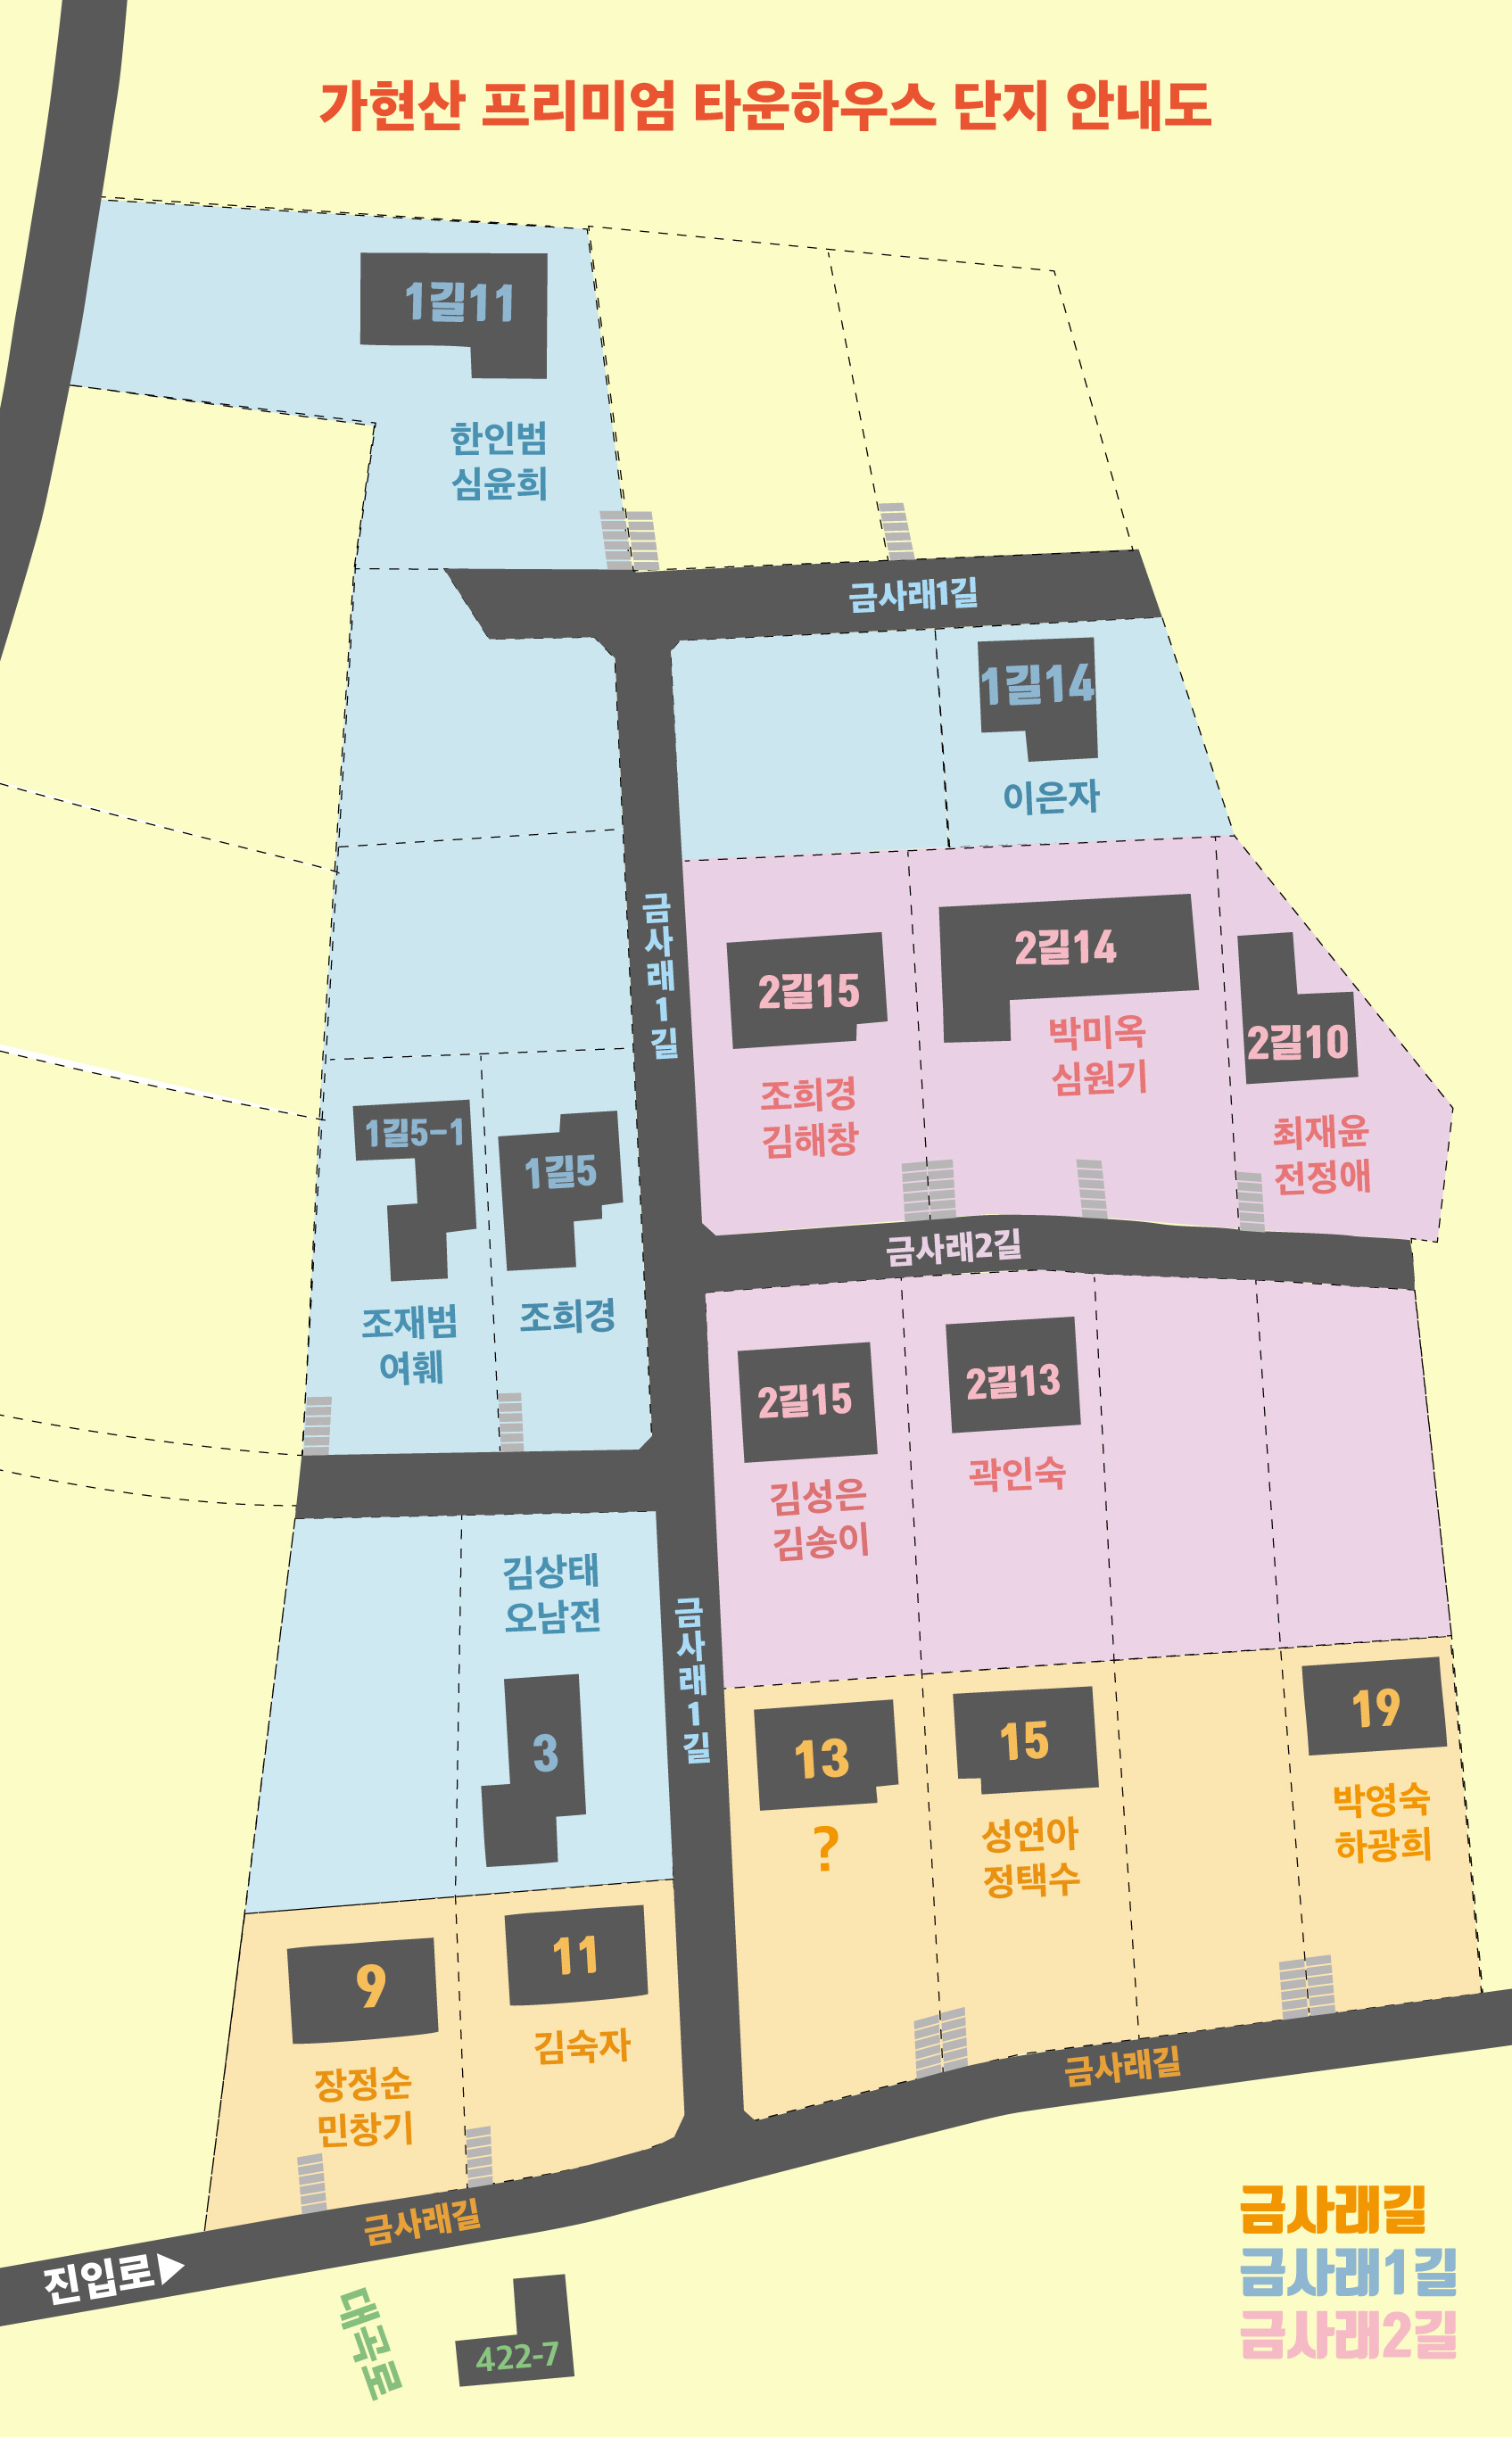 가현산 프리미엄 타운하우스 단지 안내도
1길11
한인범
심윤희
금사래1길
1길14
이은자
금사래1길
2길15
조희경
김해창
2길14
박미옥
심원기
2길10
최재윤
전정애
1길5-1
조재범
여훼
1길5
조희경
금사래2길
2길15
김성은
김송이
2길13
곽인숙
김상태
오남전
3
금사래1길
13
?
15
성연아
정택수
19
박영숙
하광희
9
장정순
민창기
11
김숙자
금사래길
금사래길
진입로▶
대곡로
422-7
금사래길
금사래1길
금사래2길